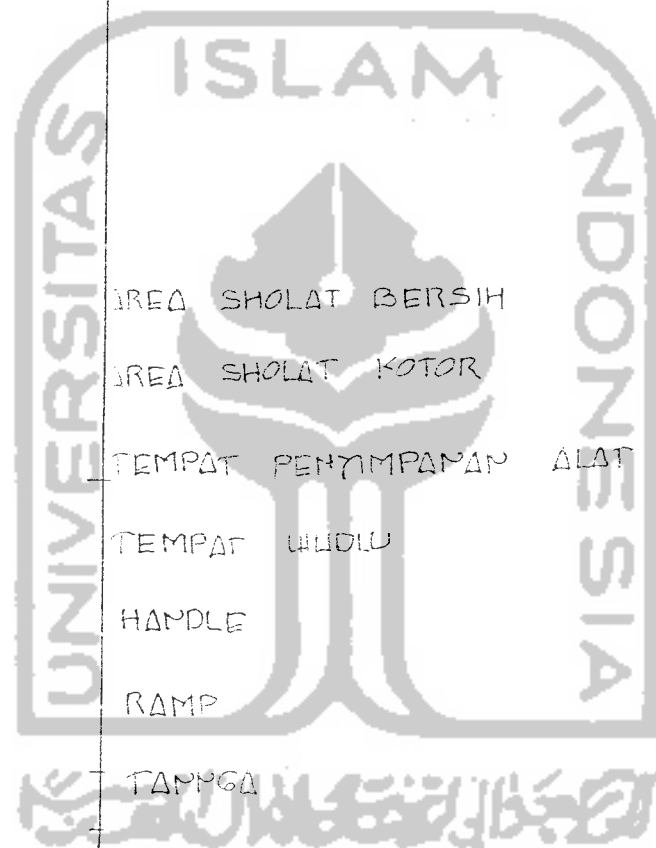 ISLAM
UNIVERSITAS
INDONESIA
AREA SHOLAT BERSIH
AREA SHOLAT KOTOR
TEMPAT PENYIMPANAN ALAT
TEMPAT WUDLU
HANDLE
RAMP
TANGGA